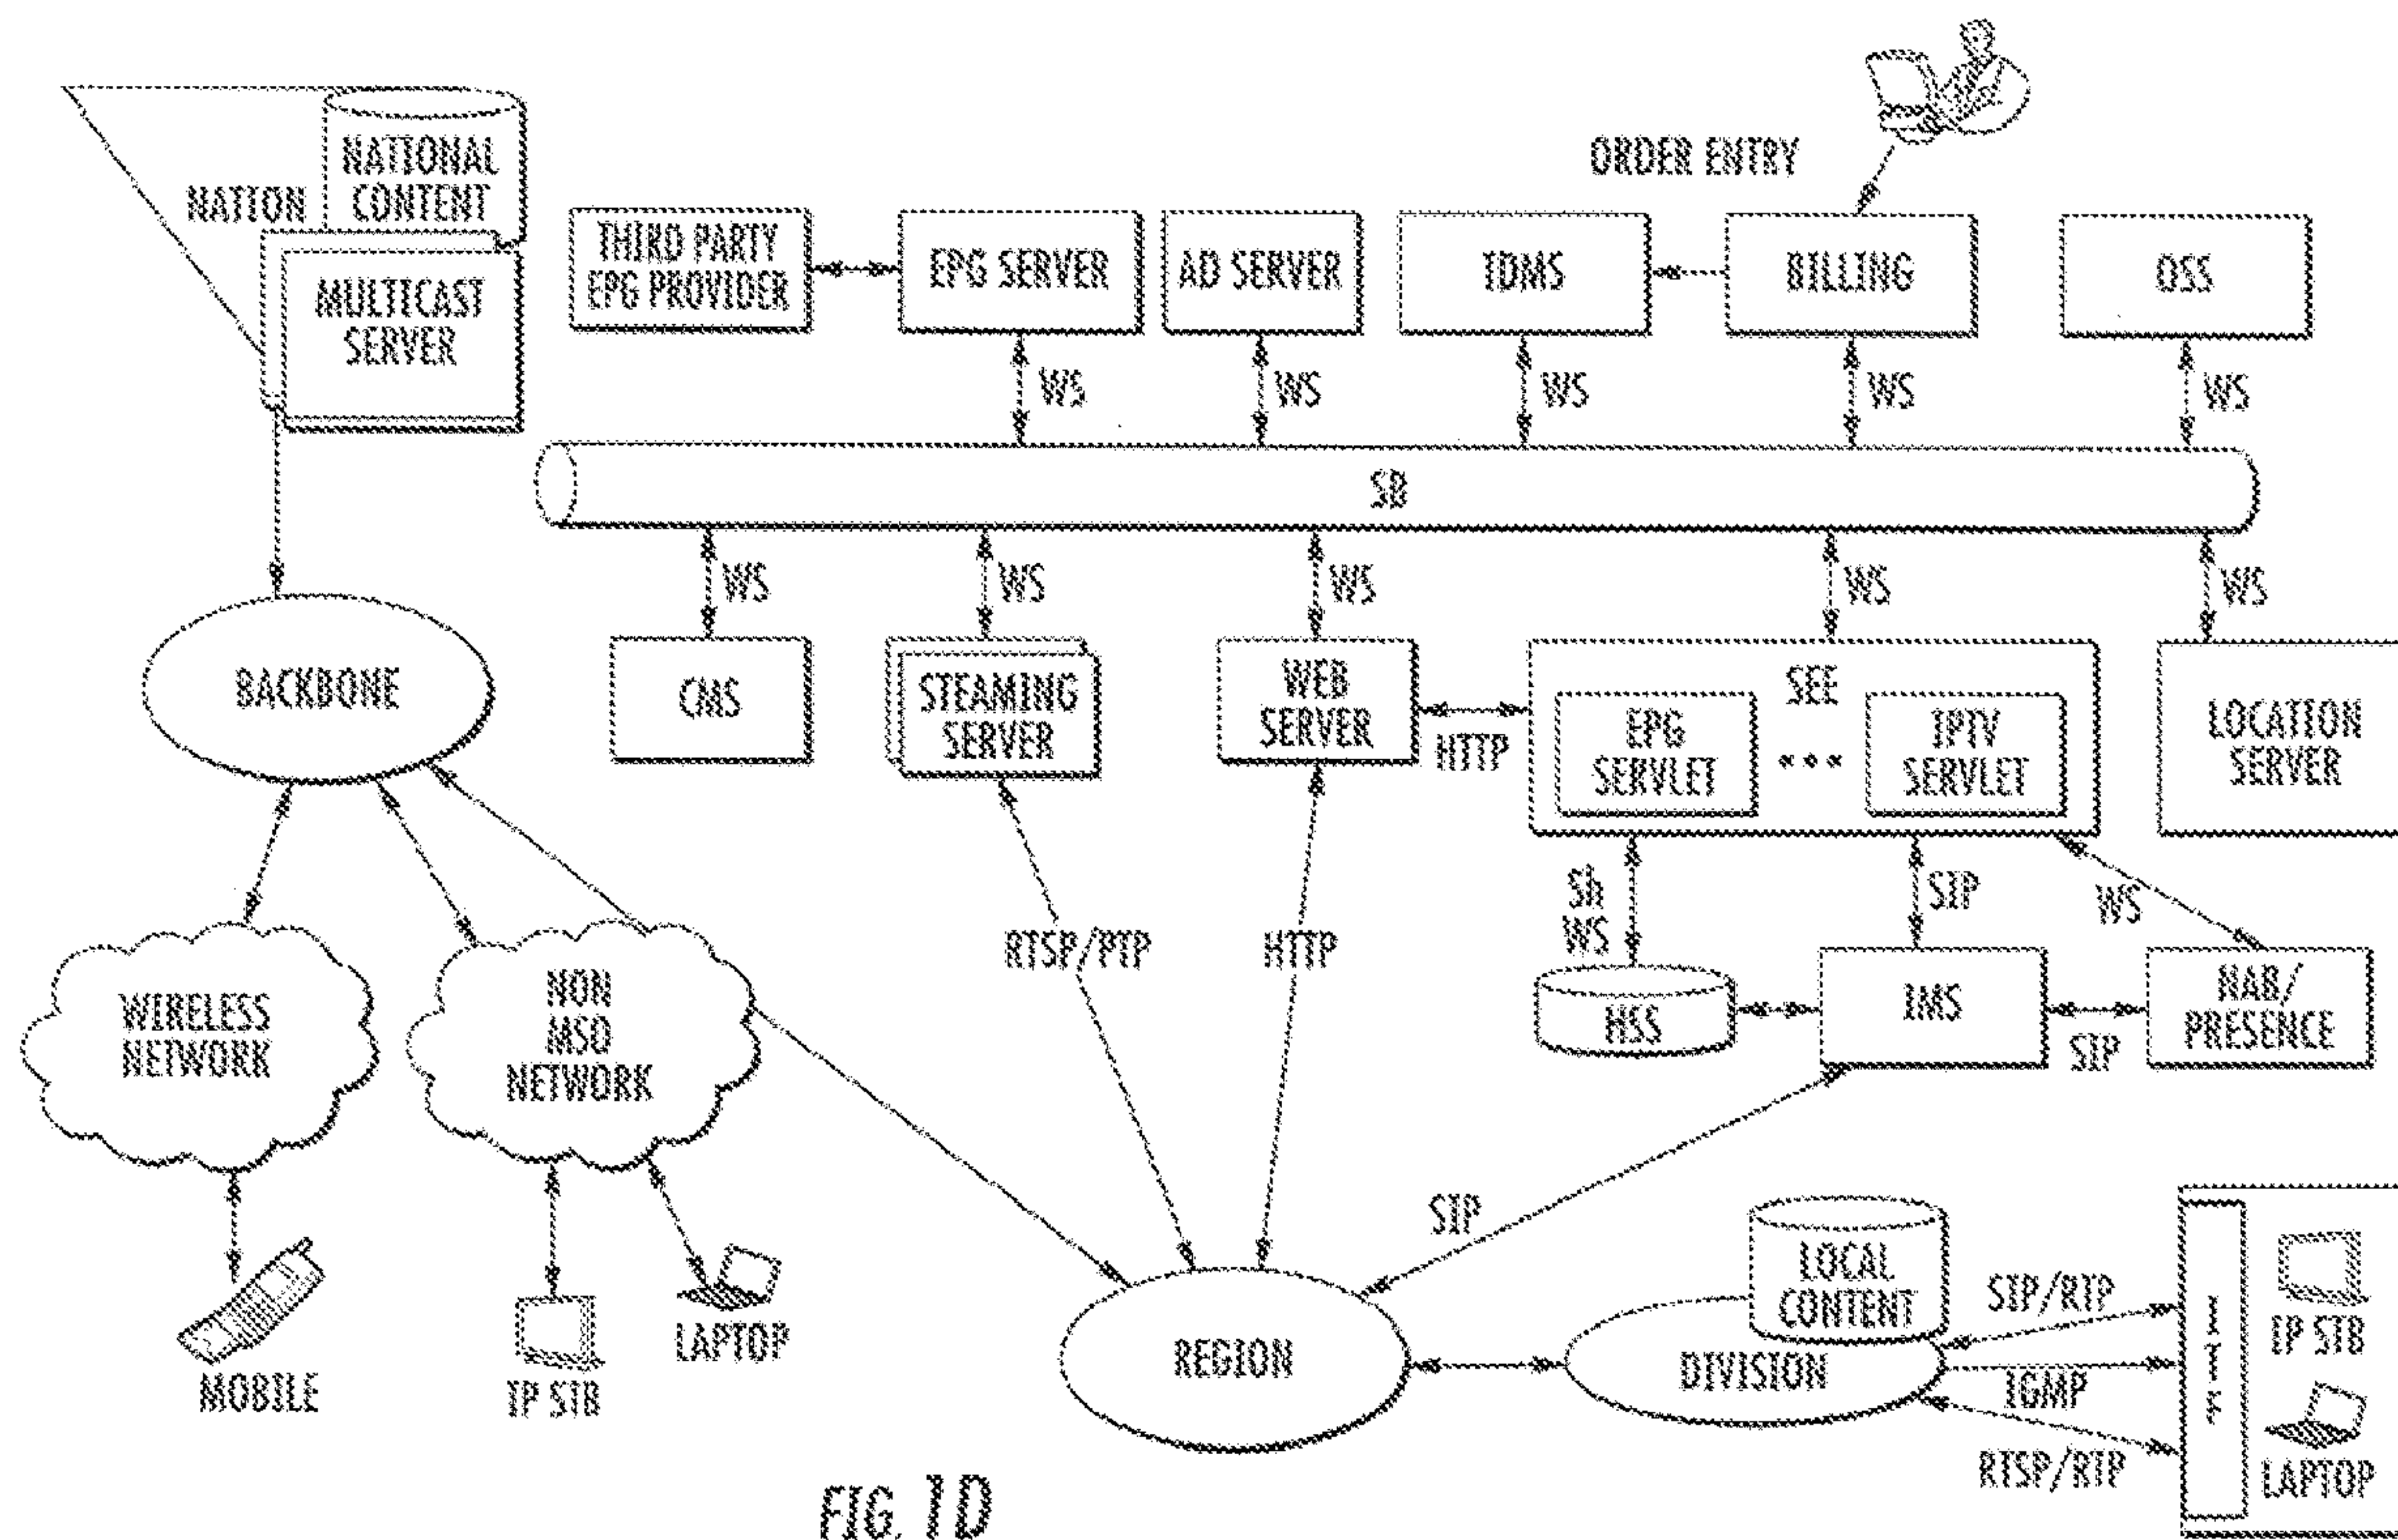 ORDER ENTRY
NATION
NATIONAL
CONTENT
MULTICAST
SERVER
THIRD PARTY
EPG PROVIDER
EPG SERVER
AD SERVER
IDMS
BILLING
OSS
WS
WS
WS
WS
WS
SB
WS
WS
WS
WS
WS
BACKBONE
CMS
STEAMING
SERVER
WEB
SERVER
HTTP
SEE
EPG
SERVLET
IPTV
SERVLET
LOCATION
SERVER
Sh
WS
SIP
WS
RTSP/PTP
HTTP
WIRELESS
NETWORK
NON
MSO
NETWORK
HSS
IMS
SIP
NAB/
PRESENCE
SIP
MOBILE
IP STB
LAPTOP
REGION
LOCAL
CONTENT
DIVISION
SIP/RTP
IGMP
RTSP/RTP
ITF
IP STB
LAPTOP
FIG. 1D